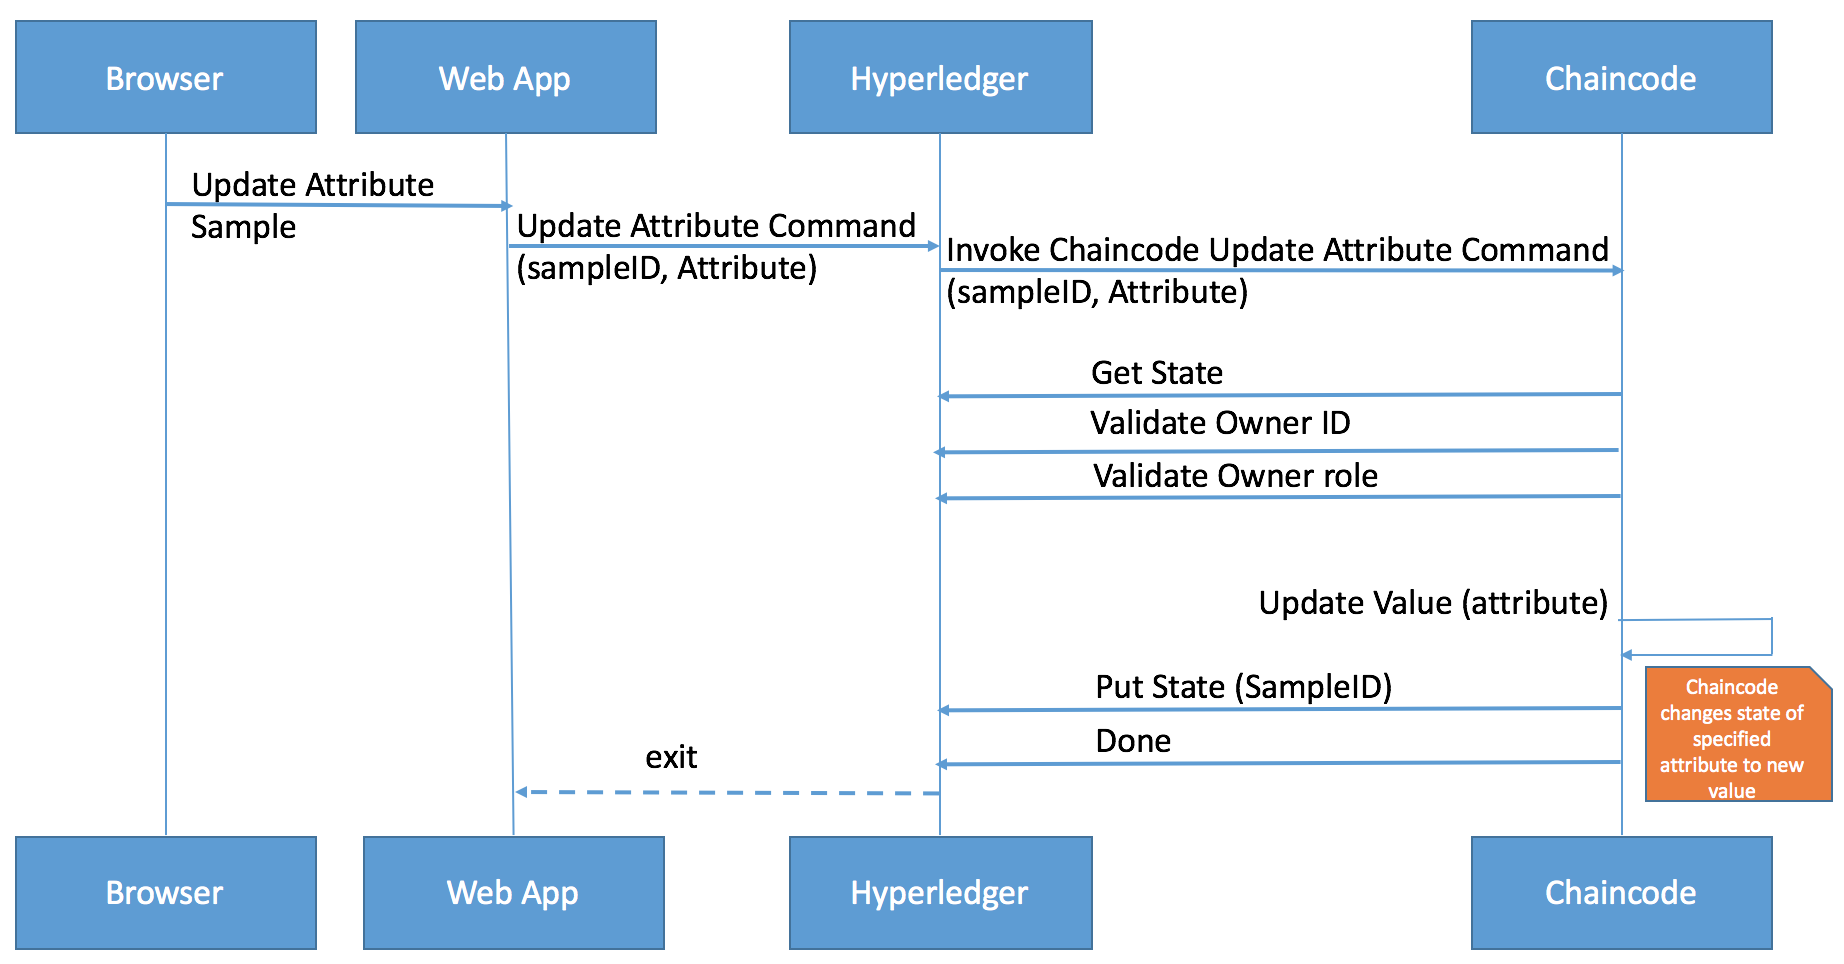 Browser
Web App
Hyperledger
Chaincode
Update Attribute
Sample
Update Attribute Command
(sampleID, Attribute)
Invoke Chaincode Update Attribute Command
(sampleID, Attribute)
Get State
Validate Owner ID
Validate Owner role
Update Value (attribute)
Chaincode
changes state of
specified
attribute to new
value
Put State (SampleID)
Done
exit
Browser
Web App
Hyperledger
Chaincode